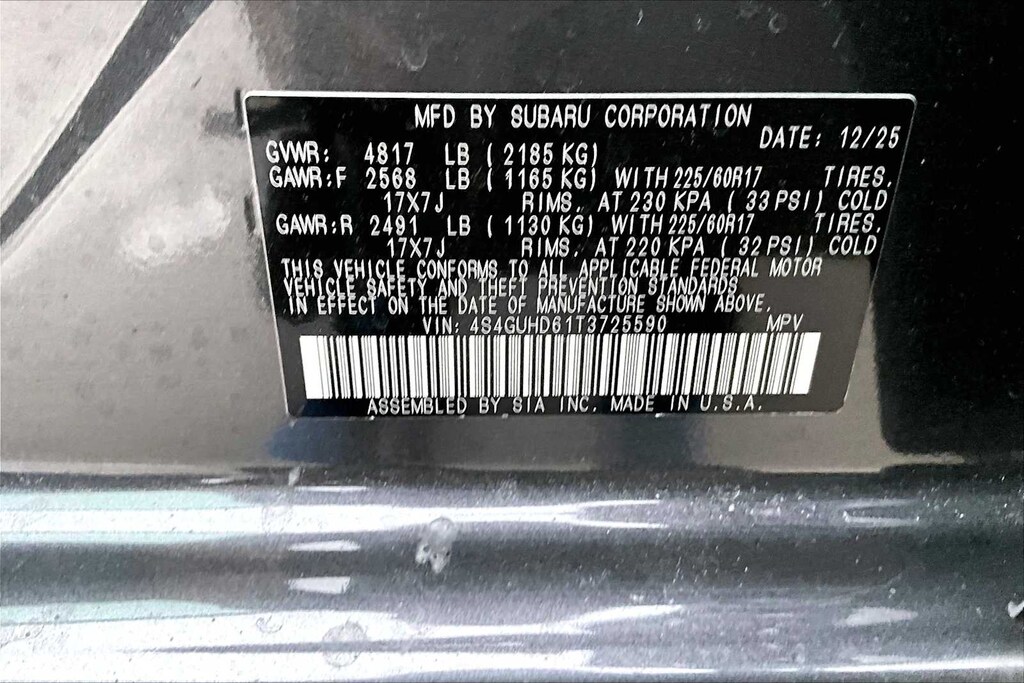 MFD BY SUBARU CORPORATION
DATE: 12/25
GVWR: 4817 LB ( 2185 KG)
GAWR:F 2568 LB ( 1165 KG) WITH 225/60R17 TIRES,
17X7J RIMS, AT 230 KPA ( 33 PSI) COLD
GAWR:R 2491 LB ( 1130 KG) WITH 225/60R17 TIRES,
17X7J RIMS, AT 220 KPA ( 32 PSI) COLD
THIS VEHICLE CONFORMS TO ALL APPLICABLE FEDERAL MOTOR
VEHICLE SAFETY AND THEFT PREVENTION STANDARDS
IN EFFECT ON THE DATE OF MANUFACTURE SHOWN ABOVE.
VIN: 4S4GUHD61T3725590 MPV
ASSEMBLED BY SIA INC. MADE IN U.S.A.